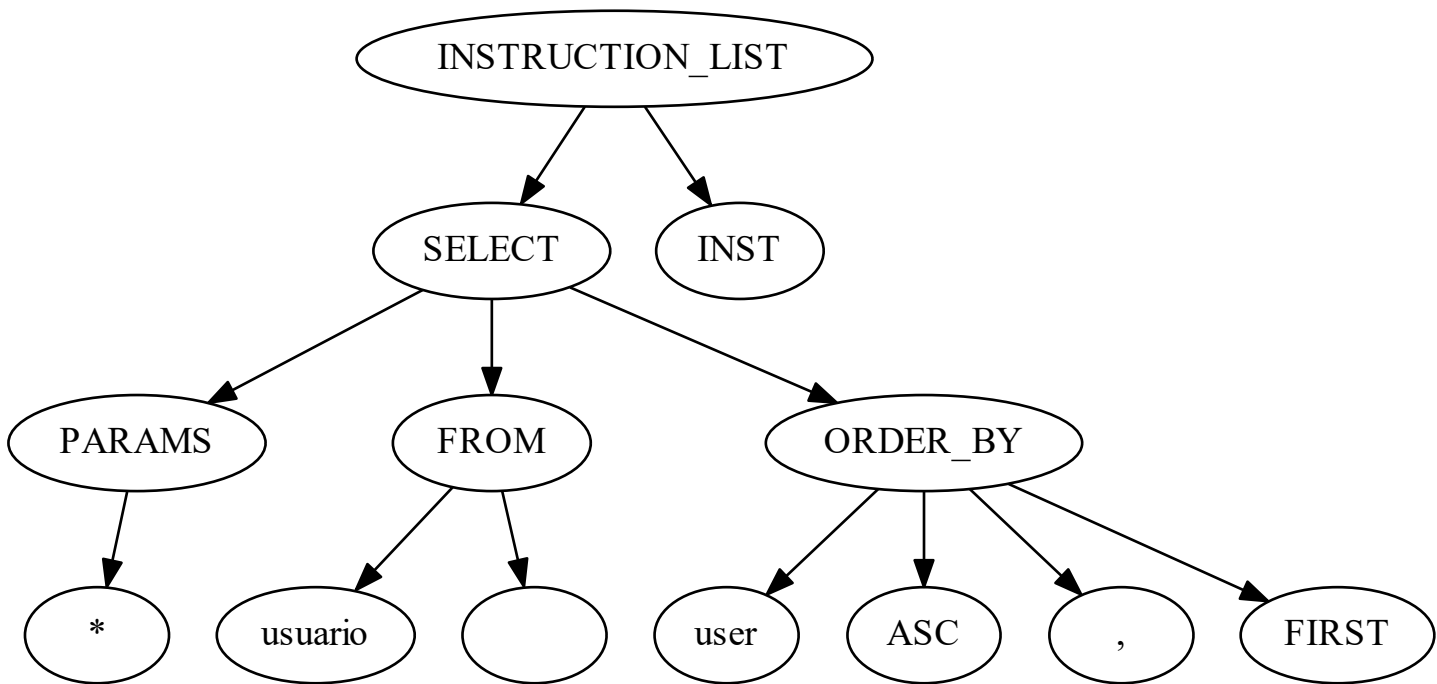 INSTRUCTION_LIST
SELECT INST
PARAMS FROM ORDER_BY
* usuario user ASC , FIRST